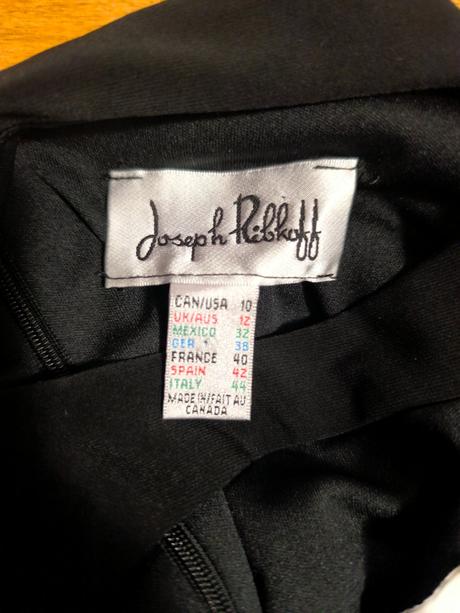 Joseph Ribkoff
CAN/USA 10
UK/AUS 12
MEXICO 32
GER 38
FRANCE 40
SPAIN 42
ITALY 44
MADE IN/FAIT AU
CANADA